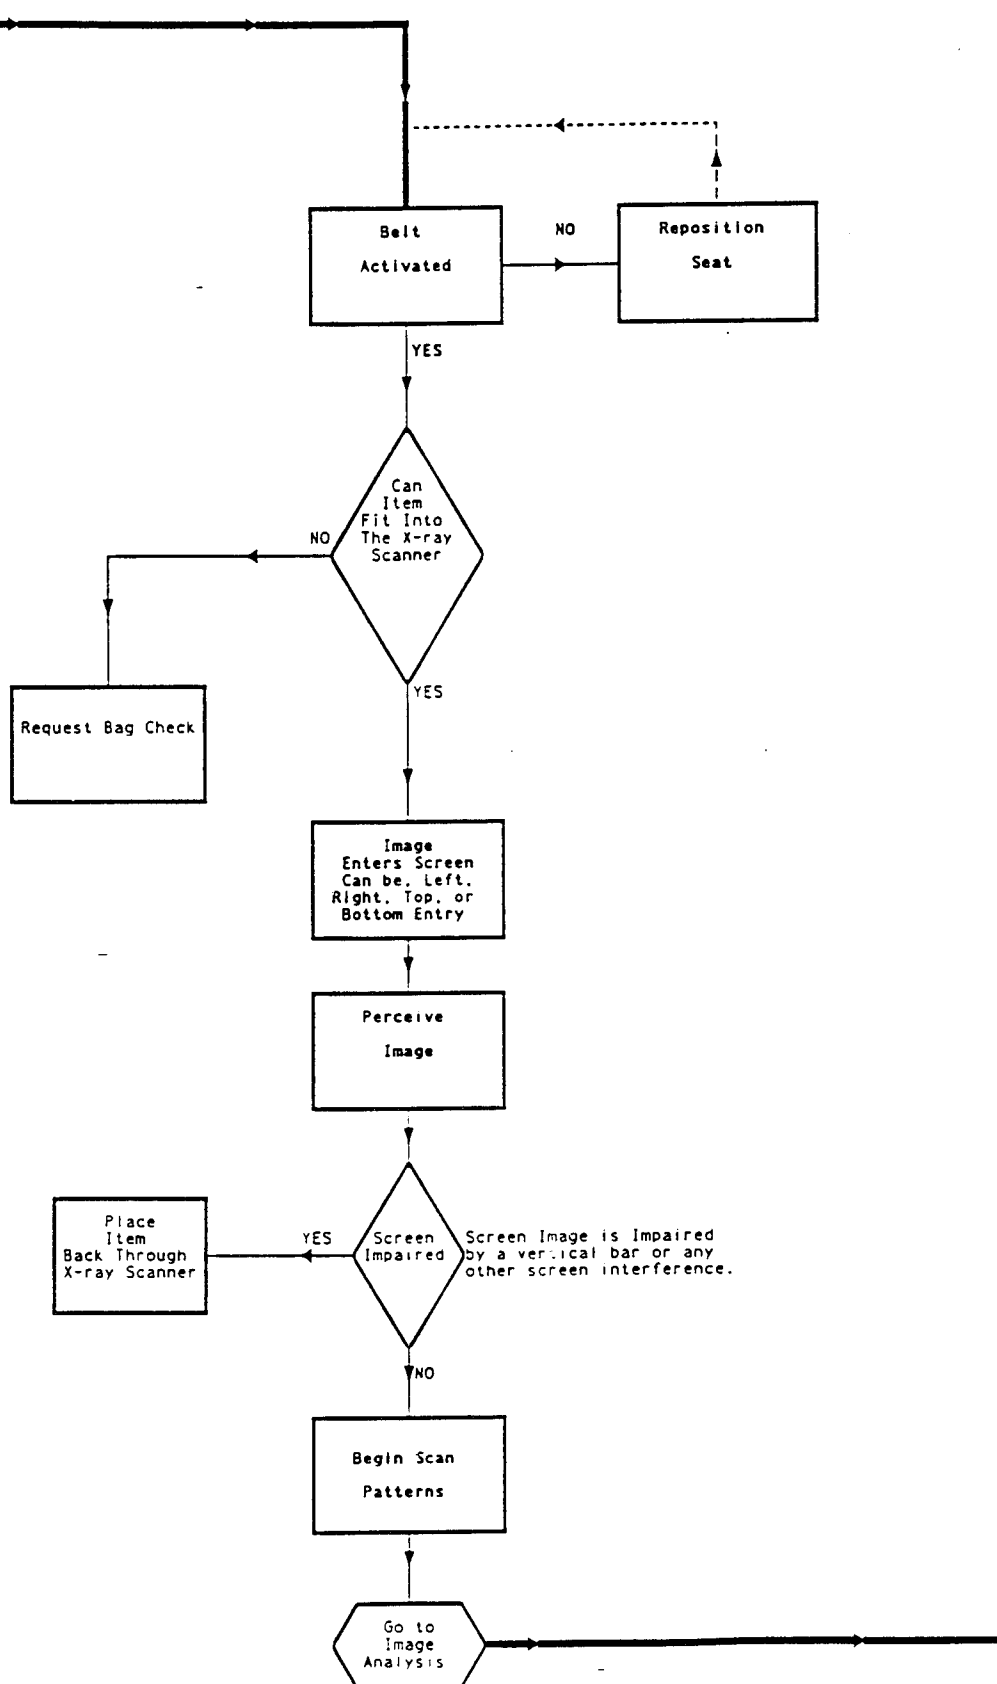 Belt
Activated
NO
Reposition
Seat
YES
Can
Item
Fit Into
The X-ray
Scanner
NO
YES
Request Bag Check
Image
Enters Screen
Can be, Left,
Right, Top, or
Bottom Entry
Perceive
Image
Place
Item
Back Through
X-ray Scanner
YES
Screen
Impaired
Screen Image is Impaired
by a vertical bar or any
other screen interference.
NO
Begin Scan
Patterns
Go to
Image
Analysis